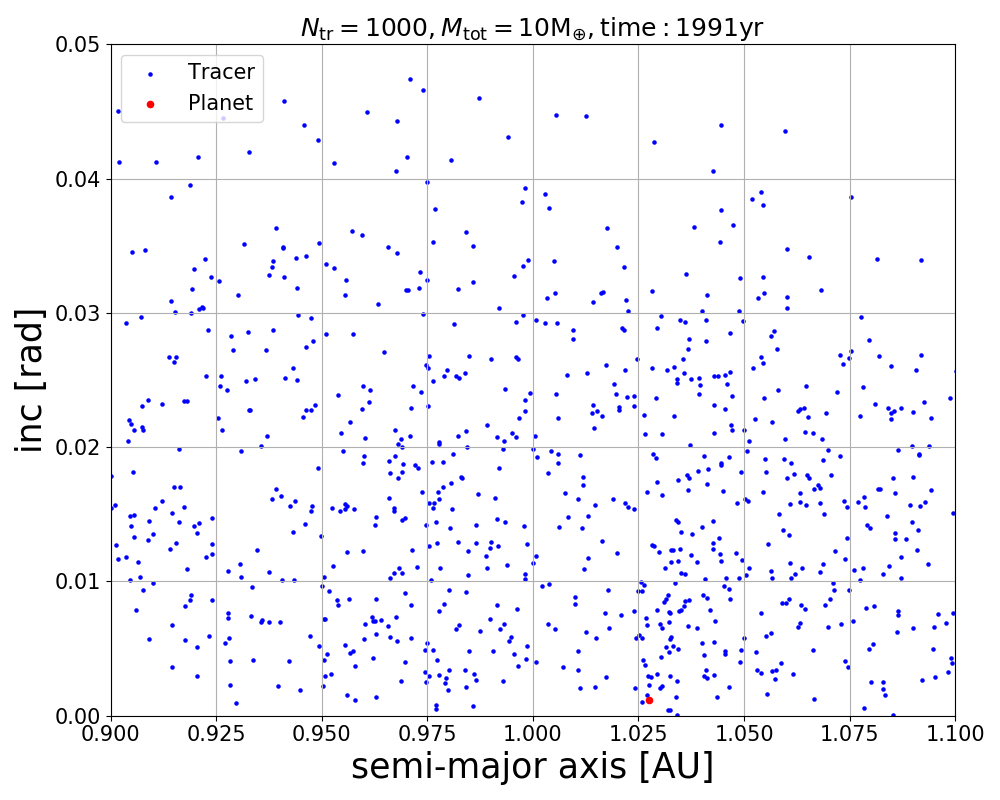 N_tr = 1000, M_tot = 10M_⊕, time : 1991yr
0.05
Tracer
Planet
0.04
0.03
inc [rad]
0.02
0.01
0.00
0.900 0.925 0.950 0.975 1.000 1.025 1.050 1.075 1.100
semi-major axis [AU]